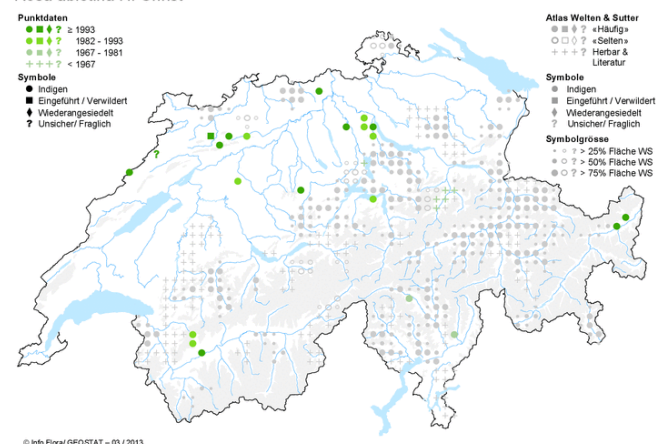 Punktdaten
≥ 1993
1982 - 1993
1967 - 1981
< 1967
Symbole
Indigen
Eingeführt / Verwildert
Wiederangesiedelt
? Unsicher/ Fraglich
Atlas Welten & Sutter
? «Häufig»
? «Selten»
Herbar &
Literatur
Symbole
Indigen
Eingeführt / Verwildert
Wiederangesiedelt
? Unsicher/ Fraglich
Symbolgrösse
? > 25% Fläche WS
? > 50% Fläche WS
? > 75% Fläche WS
?
© Info Flora/ GEOSTAT – 03 / 2013